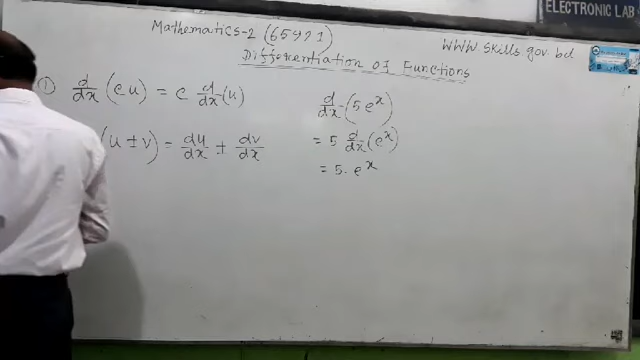 ELECTRONIC LAB
Mathematics-2 (65921)
WWW.skills.gov.bd
Differentiation of Functions
① d/dx (cu) = c d/dx (u)
(u ± v) = du/dx ± dv/dx
d/dx (5e^x)
= 5 d/dx (e^x)
= 5. e^x